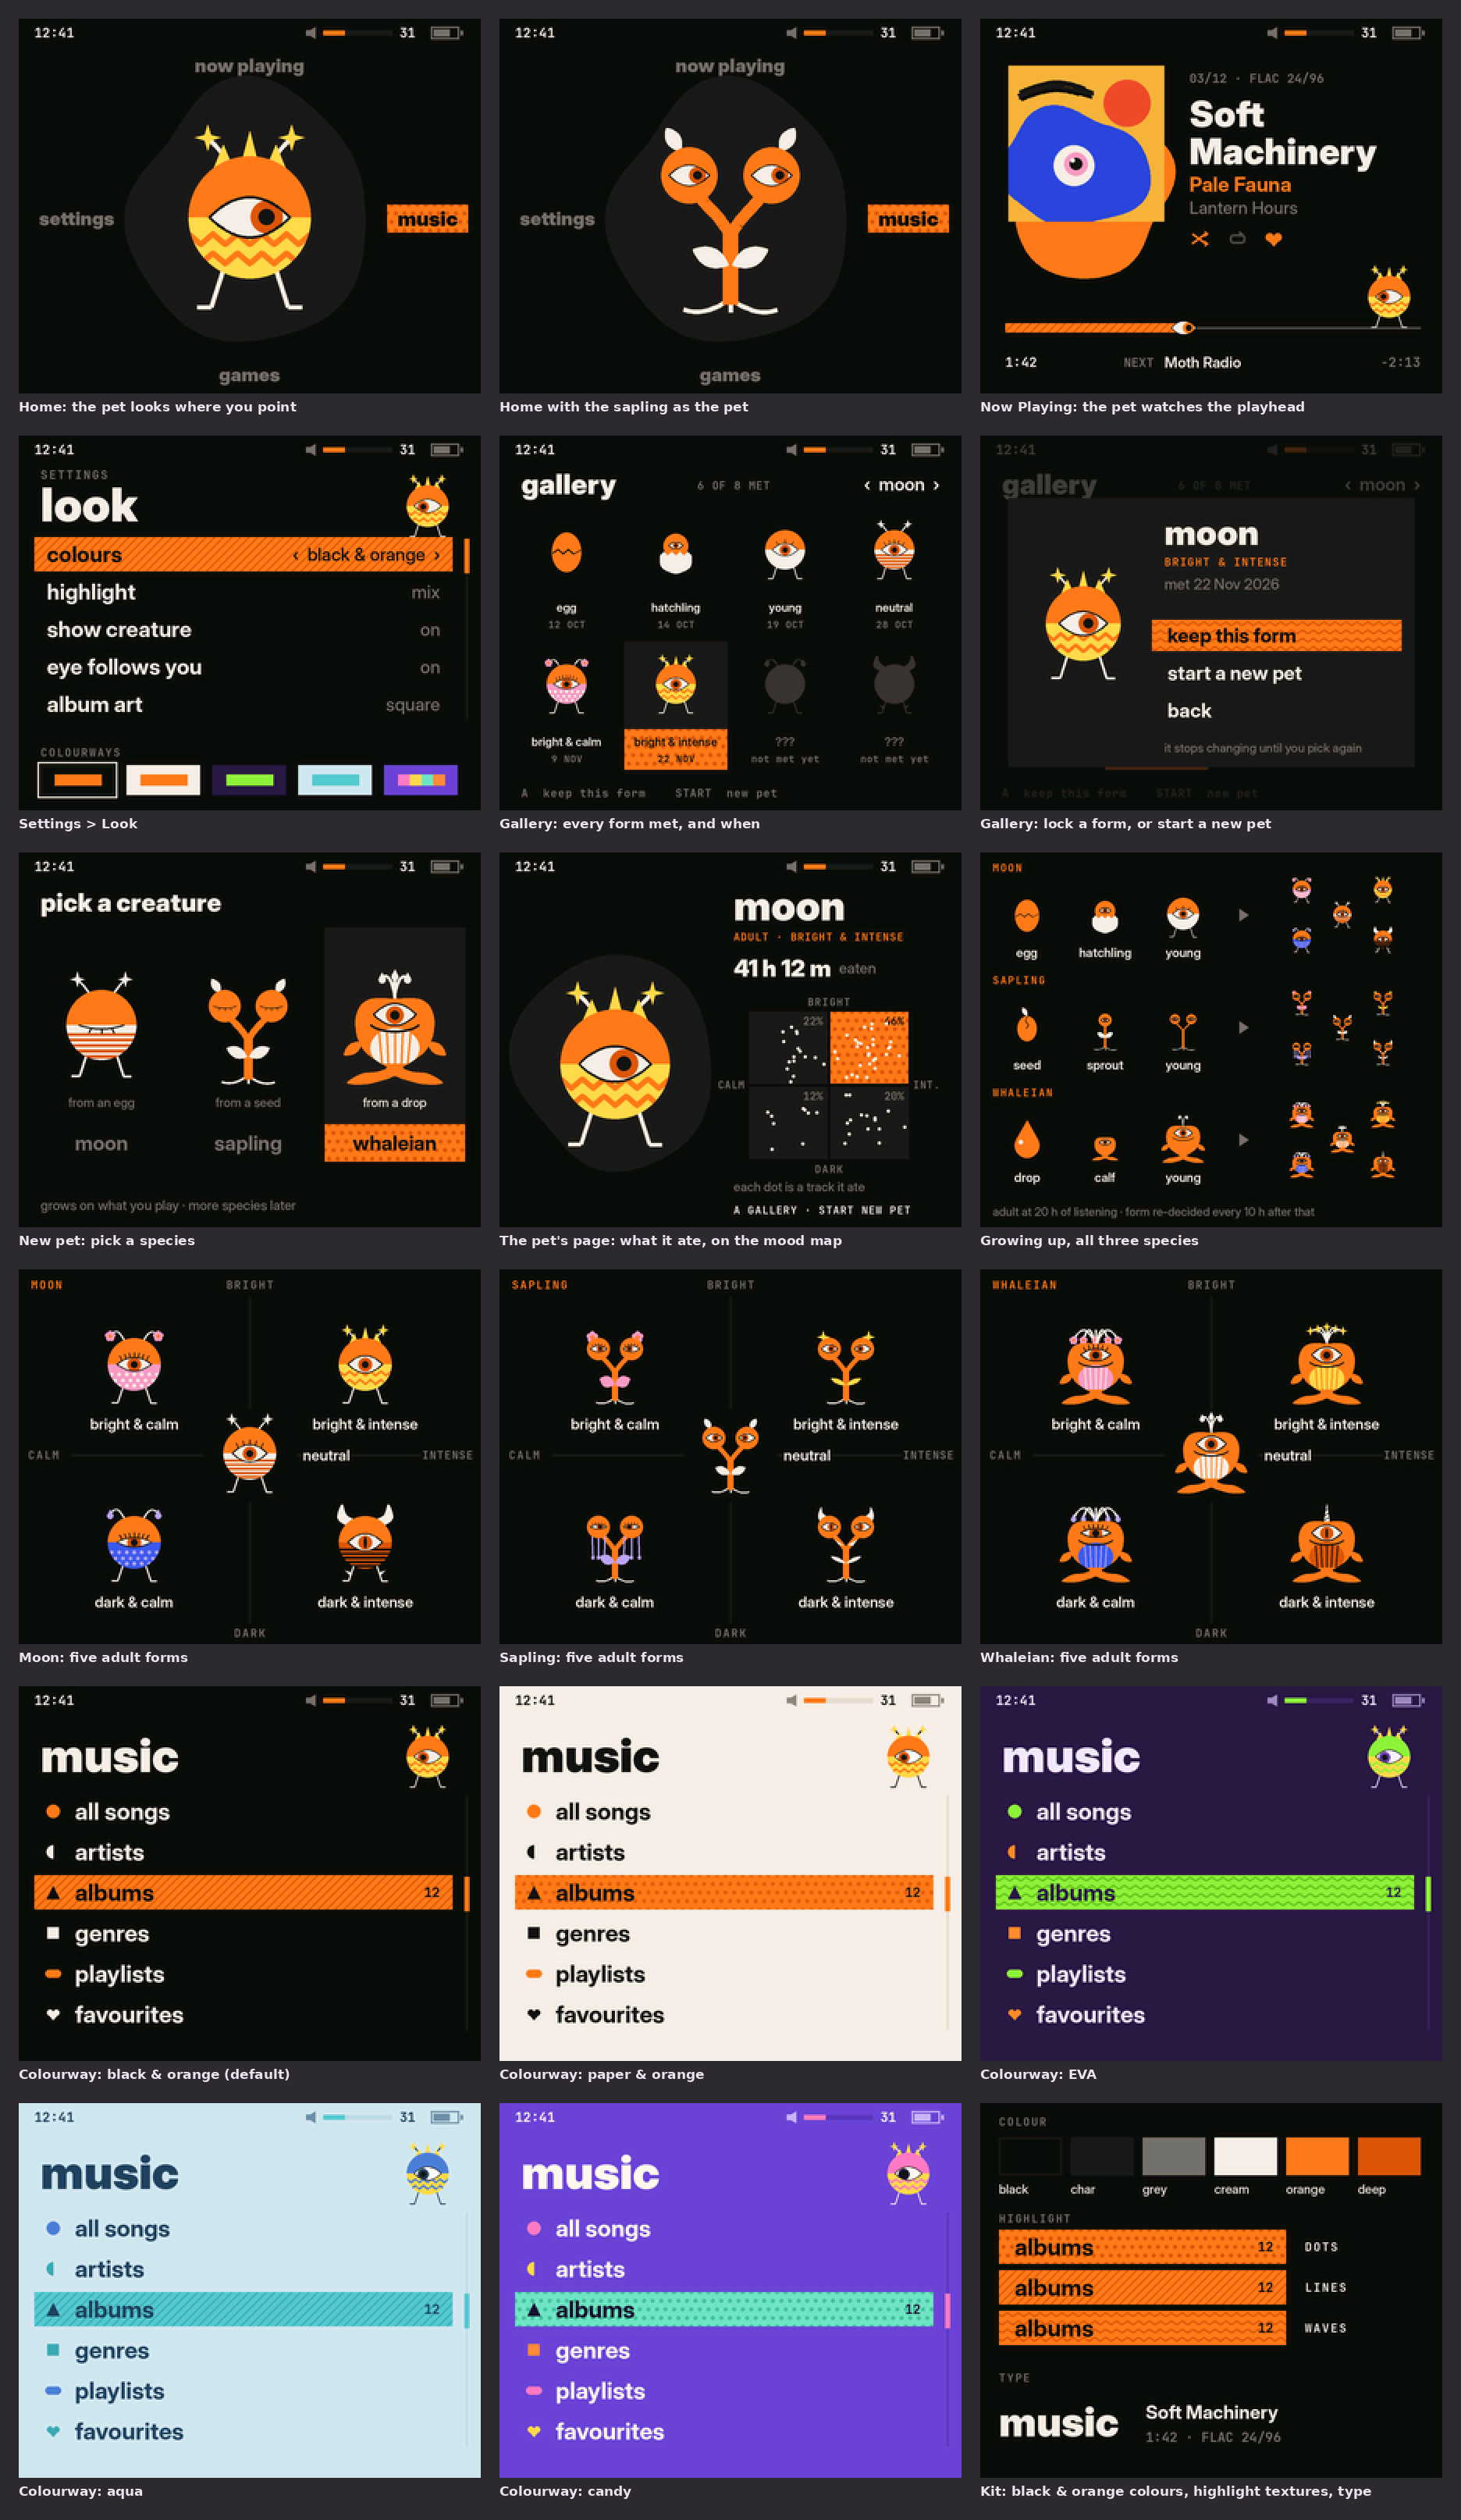 12:41 31
now playing
settings music
games
Home: the pet looks where you point
12:41 31
now playing
settings music
games
Home with the sapling as the pet
12:41 31
03/12 · FLAC 24/96
Soft
Machinery
Pale Fauna
Lantern Hours
1:42 NEXT Moth Radio -2:13
Now Playing: the pet watches the playhead
12:41 31
SETTINGS
look
colours ‹ black & orange ›
highlight mix
show creature on
eye follows you on
album art square
COLOURWAYS
Settings > Look
12:41 31
gallery 6 OF 8 MET ‹ moon ›
egg hatchling young neutral
12 OCT 14 OCT 19 OCT 28 OCT
bright & calm bright & intense ??? ???
9 NOV 22 NOV not met yet not met yet
A keep this form START new pet
Gallery: every form met, and when
12:41 31
gallery 6 OF 8 MET ‹ moon ›
moon
BRIGHT & INTENSE
met 22 Nov 2026
keep this form
start a new pet
back
it stops changing until you pick again
A keep this form START new pet
Gallery: lock a form, or start a new pet
12:41 31
pick a creature
from an egg from a seed from a drop
moon sapling whaleian
grows on what you play · more species later
New pet: pick a species
12:41 31
moon
ADULT · BRIGHT & INTENSE
41 h 12 m eaten
BRIGHT
22% 46%
CALM INT.
12% 20%
DARK
each dot is a track it ate
A GALLERY · START NEW PET
The pet's page: what it ate, on the mood map
MOON
egg hatchling young
SAPLING
seed sprout young
WHALEIAN
drop calf young
adult at 20 h of listening · form re-decided every 10 h after that
Growing up, all three species
MOON BRIGHT
bright & calm bright & intense
CALM neutral INTENSE
dark & calm dark & intense
DARK
Moon: five adult forms
SAPLING BRIGHT
bright & calm bright & intense
CALM neutral INTENSE
dark & calm dark & intense
DARK
Sapling: five adult forms
WHALEIAN BRIGHT
bright & calm bright & intense
CALM neutral INTENSE
dark & calm dark & intense
DARK
Whaleian: five adult forms
12:41 31
music
all songs
artists
albums 12
genres
playlists
favourites
Colourway: black & orange (default)
12:41 31
music
all songs
artists
albums 12
genres
playlists
favourites
Colourway: paper & orange
12:41 31
music
all songs
artists
albums 12
genres
playlists
favourites
Colourway: EVA
12:41 31
music
all songs
artists
albums 12
genres
playlists
favourites
Colourway: aqua
12:41 31
music
all songs
artists
albums 12
genres
playlists
favourites
Colourway: candy
COLOUR
black char grey cream orange deep
HIGHLIGHT
albums 12 DOTS
albums 12 LINES
albums 12 WAVES
TYPE
music
Soft Machinery
1:42 · FLAC 24/96
Kit: black & orange colours, highlight textures, type